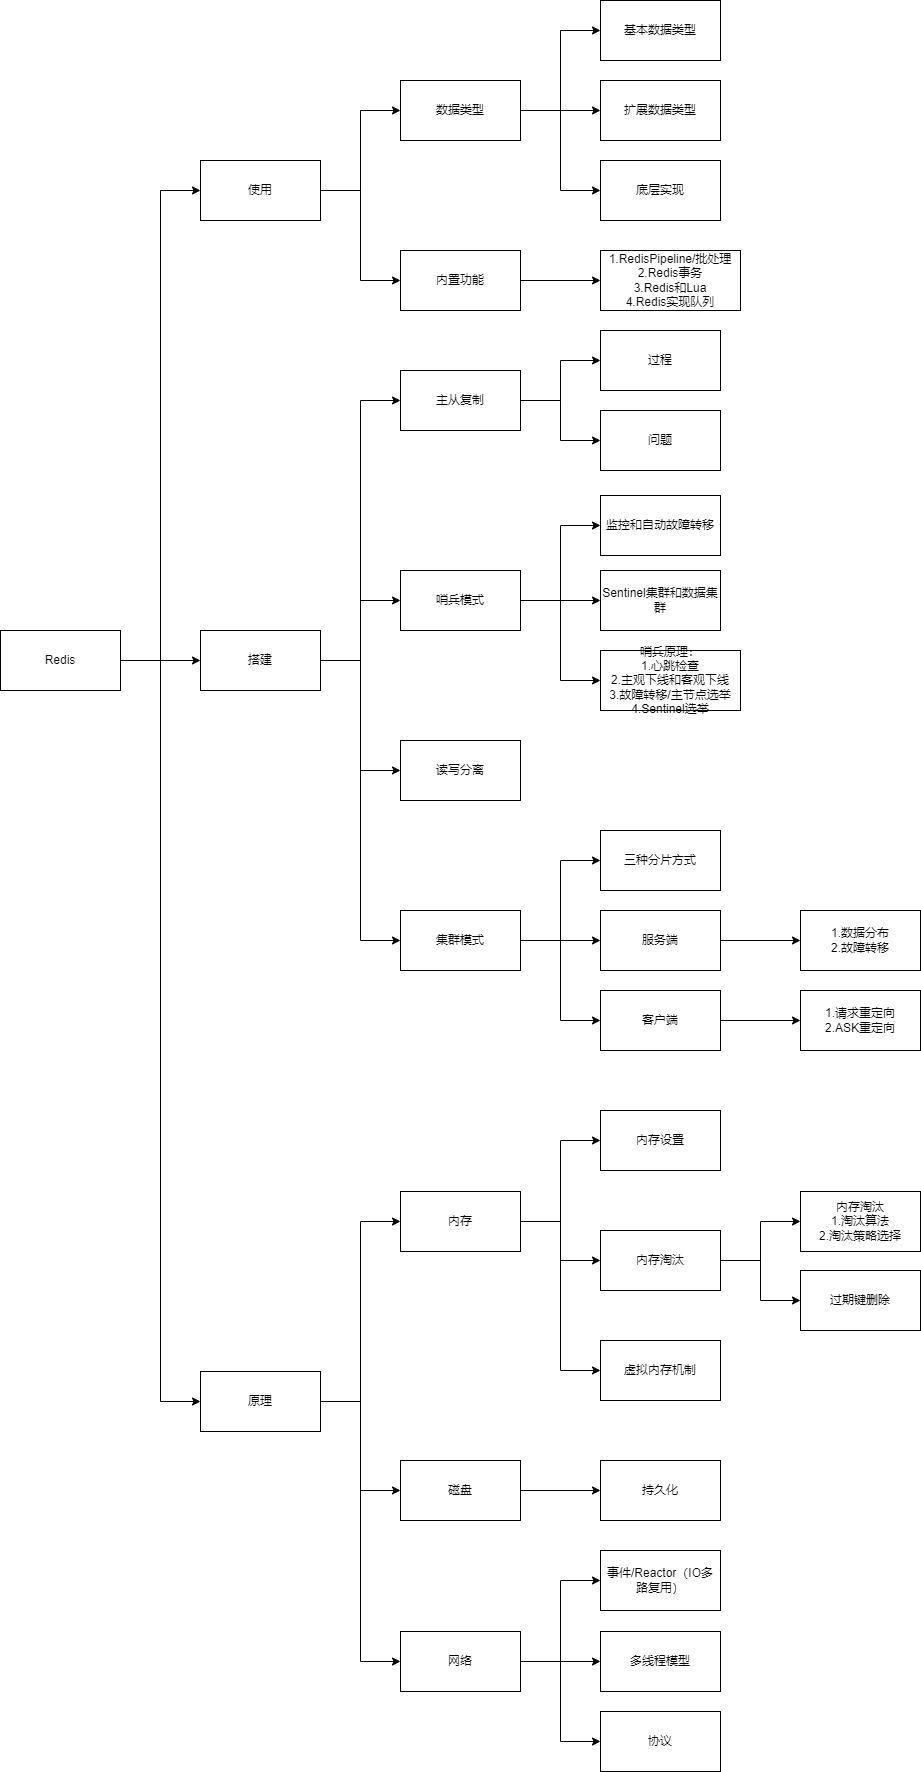 Redis
使用
数据类型
基本数据类型
扩展数据类型
底层实现
内置功能
1.RedisPipeline/批处理
2.Redis事务
3.Redis和Lua
4.Redis实现队列
搭建
主从复制
过程
问题
哨兵模式
监控和自动故障转移
Sentinel集群和数据集
群
哨兵原理：
1.心跳检查
2.主观下线和客观下线
3.故障转移/主节点选举
4.Sentinel选举
读写分离
集群模式
三种分片方式
服务端
1.数据分布
2.故障转移
客户端
1.请求重定向
2.ASK重定向
原理
内存
内存设置
内存淘汰
内存淘汰
1.淘汰算法
2.淘汰策略选择
过期键删除
虚拟内存机制
磁盘
持久化
网络
事件/Reactor（IO多
路复用）
多线程模型
协议